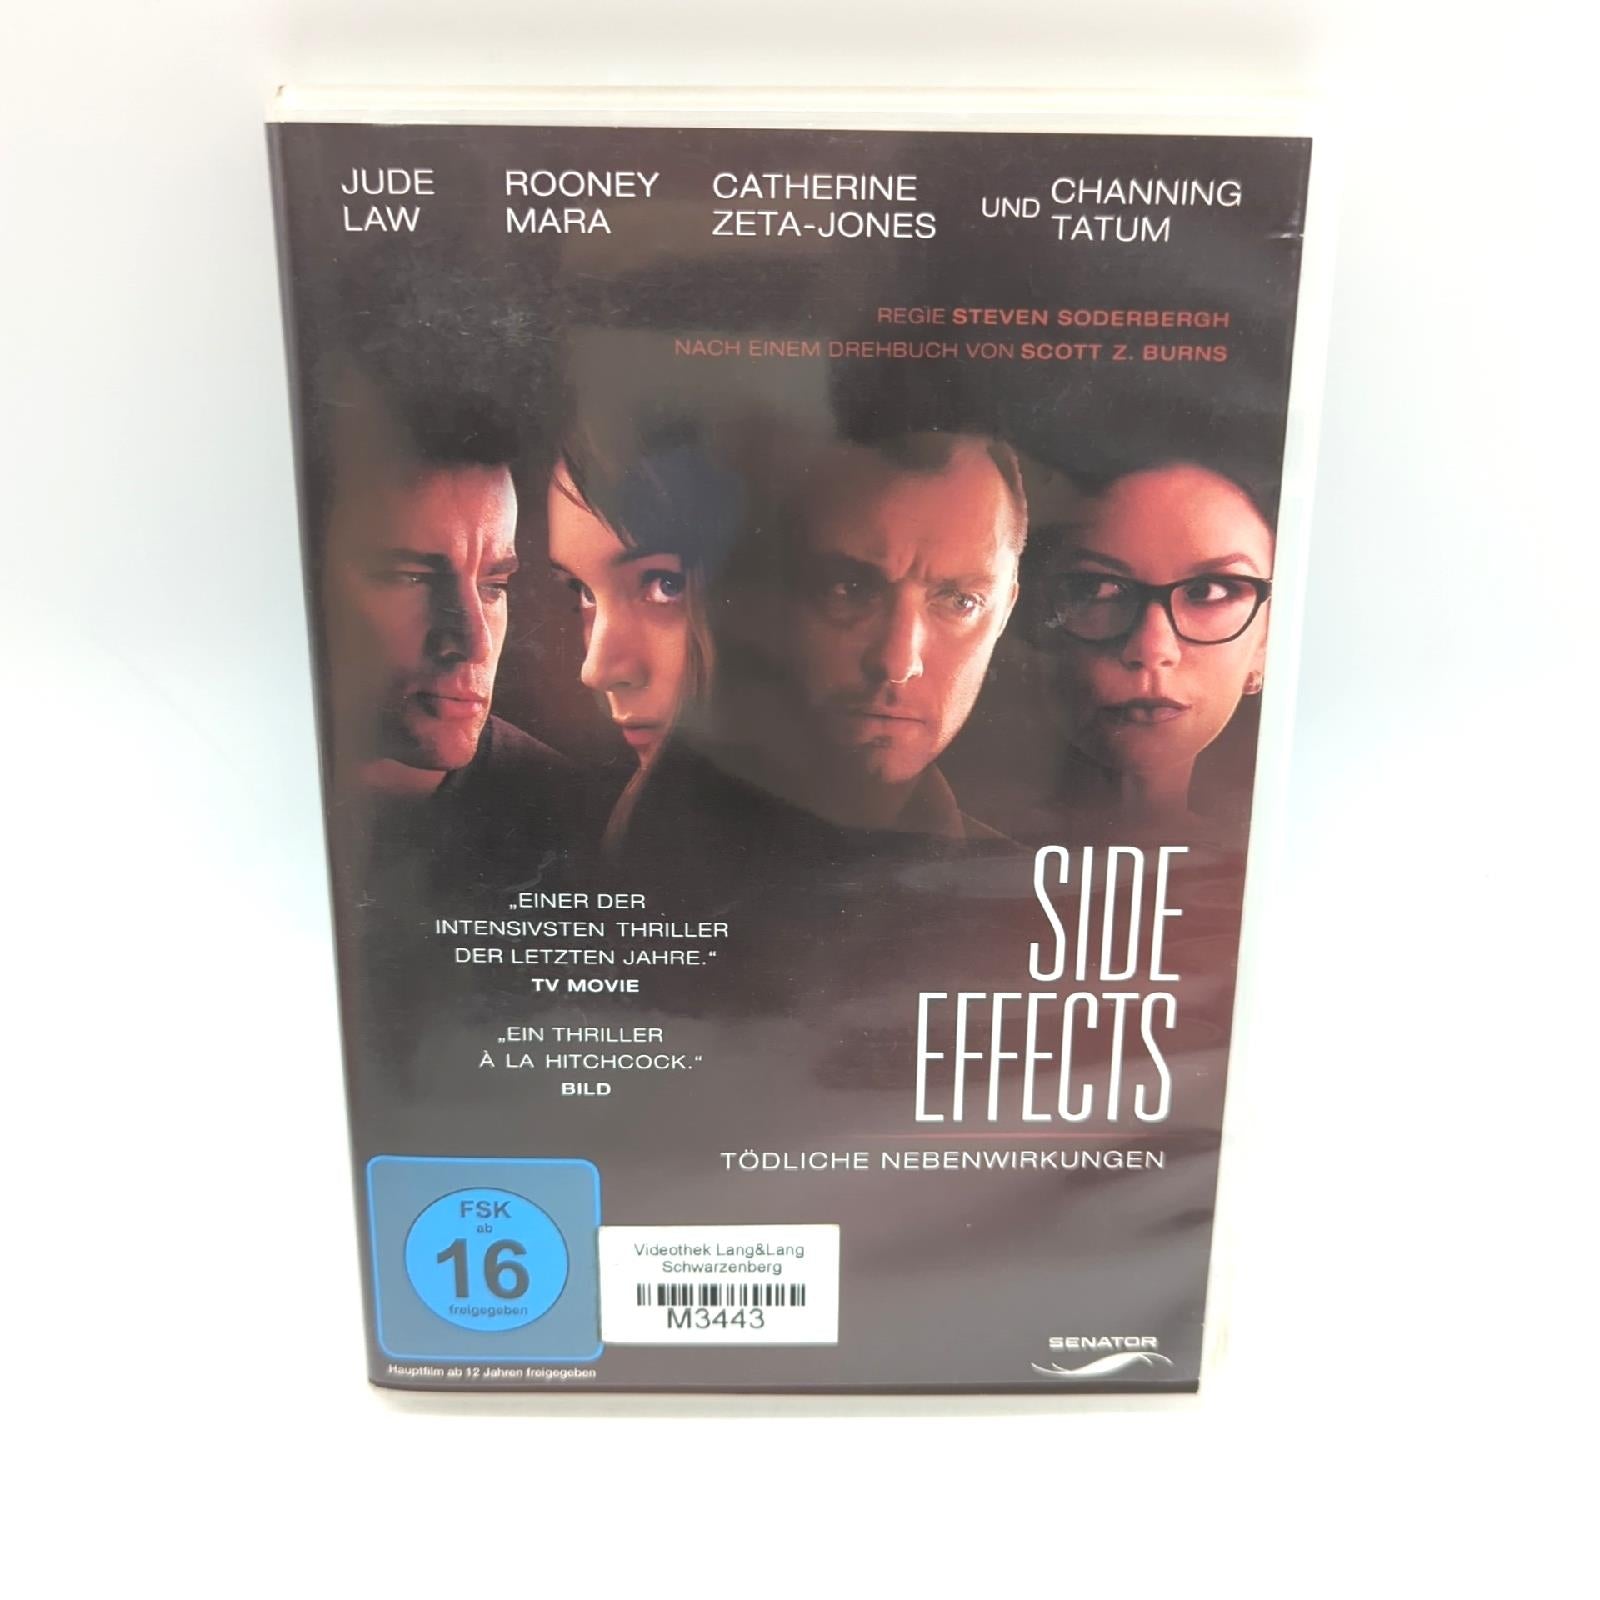 JUDE LAW
ROONEY MARA
CATHERINE ZETA-JONES
UND CHANNING TATUM
REGIE STEVEN SODERBERGH
NACH EINEM DREHBUCH VON SCOTT Z. BURNS
„EINER DER
INTENSIVSTEN THRILLER
DER LETZTEN JAHRE.“
TV MOVIE
„EIN THRILLER
À LA HITCHCOCK.“
BILD
SIDE
EFFECTS
TÖDLICHE NEBENWIRKUNGEN
FSK
ab
16
freigegeben
Hauptfilm ab 12 Jahren freigegeben
Videothek Lang&Lang
Schwarzenberg
M3443
SENATOR